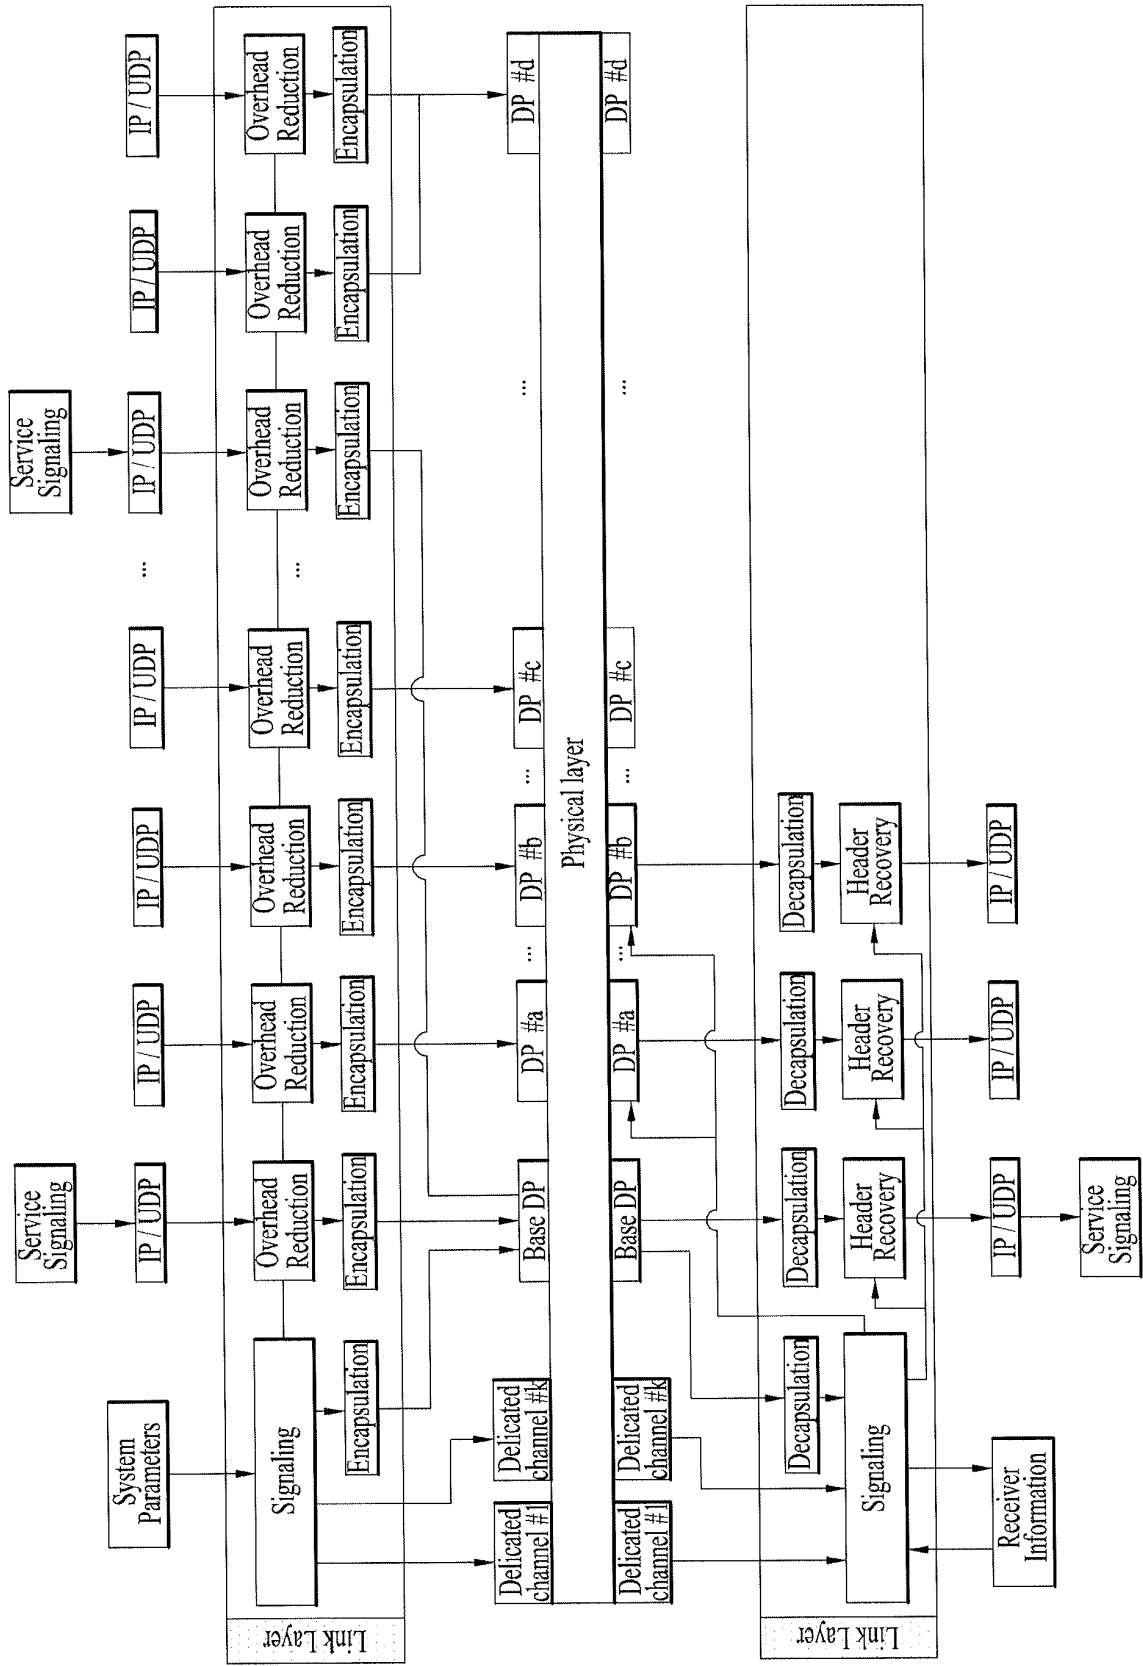 System
Parameters
Service
Signaling
Service
Signaling
IP / UDP
IP / UDP
IP / UDP
IP / UDP
...
IP / UDP
IP / UDP
IP / UDP
Link Layer
Signaling
Overhead
Reduction
Overhead
Reduction
Overhead
Reduction
Overhead
Reduction
...
Overhead
Reduction
Overhead
Reduction
Overhead
Reduction
Encapsulation
Encapsulation
Encapsulation
Encapsulation
Encapsulation
Encapsulation
Encapsulation
Encapsulation
Delicated
channel #1
Delicated
channel #k
Base DP
DP #a
...
DP #b
...
DP #c
...
DP #d
Physical layer
Delicated
channel #1
Delicated
channel #k
Base DP
DP #a
...
DP #b
...
DP #c
...
DP #d
Link Layer
Decapsulation
Decapsulation
Decapsulation
Decapsulation
Signaling
Header
Recovery
Header
Recovery
Header
Recovery
Receiver
Information
IP / UDP
IP / UDP
IP / UDP
Service
Signaling